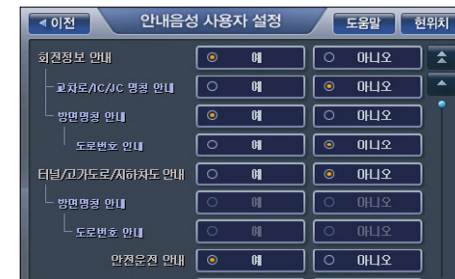 ◀ 이전 안내음성 사용자 설정 도움말 현위치
회전정보 안내 예 아니오
교차로/IC/JC 명칭 안내 예 아니오
방면명칭 안내 예 아니오
도로번호 안내 예 아니오
터널/고가도로/지하차도 안내 예 아니오
방면명칭 안내 예 아니오
도로번호 안내 예 아니오
안전운전 안내 예 아니오